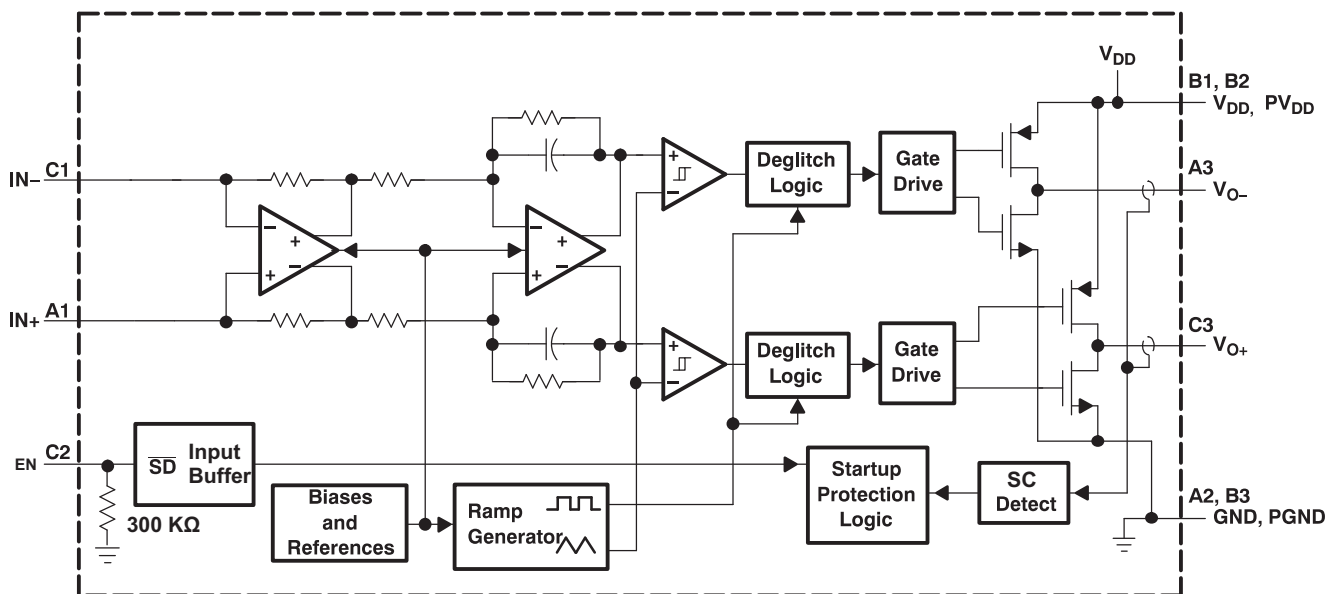 V_DD
B1, B2
V_DD, PV_DD
IN− C1
+
−
Deglitch
Logic
Gate
Drive
A3
V_O−
−
+
−
+
−
+
−
+
IN+ A1
+
−
Deglitch
Logic
Gate
Drive
C3
V_O+
EN C2
S̅D̅ Input
Buffer
300 KΩ
Biases
and
References
Ramp
Generator
Startup
Protection
Logic
SC
Detect
A2, B3
GND, PGND